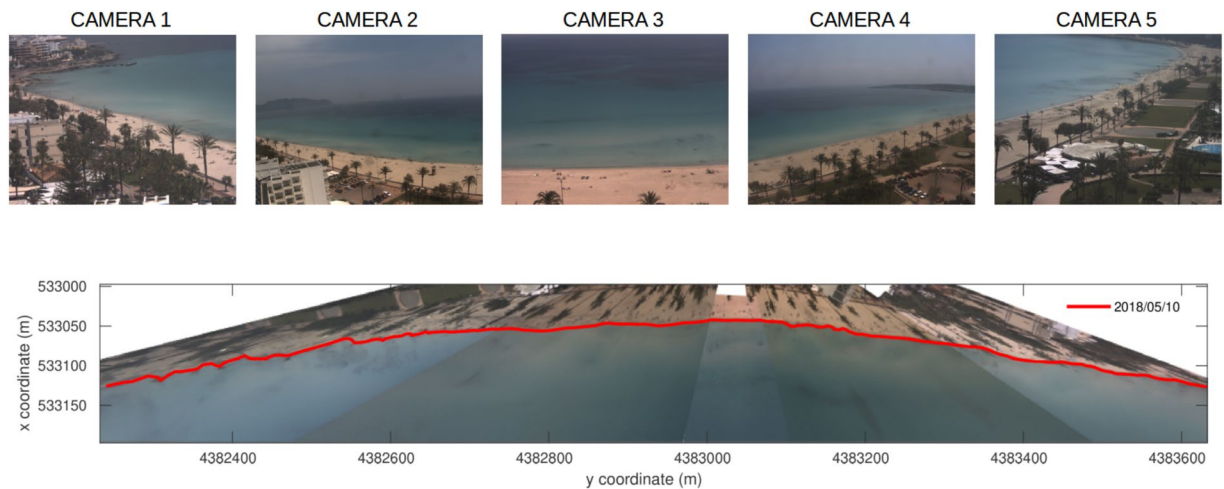 CAMERA 1
CAMERA 2
CAMERA 3
CAMERA 4
CAMERA 5
x coordinate (m)
533000
533050
533100
533150
2018/05/10
4382400
4382600
4382800
4383000
4383200
4383400
4383600
y coordinate (m)